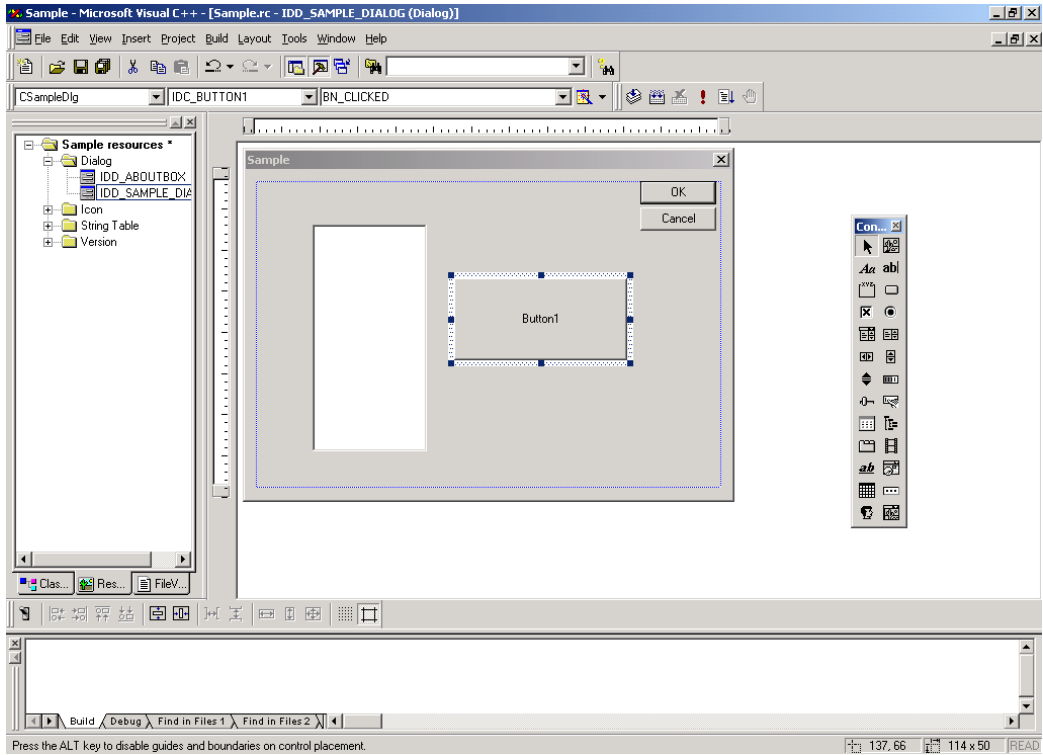 Sample - Microsoft Visual C++ - [Sample.rc - IDD_SAMPLE_DIALOG (Dialog)]
File Edit View Insert Project Build Layout Tools Window Help
CSampleDlg IDC_BUTTON1 BN_CLICKED
Sample resources *
Dialog
IDD_ABOUTBOX
IDD_SAMPLE_DIA
Icon
String Table
Version
Sample
OK
Cancel
Button1
Con...
Aa ab|
ab
Clas... Res... FileV...
Build Debug Find in Files 1 Find in Files 2
Press the ALT key to disable guides and boundaries on control placement. 137, 66 114 x 50 READ